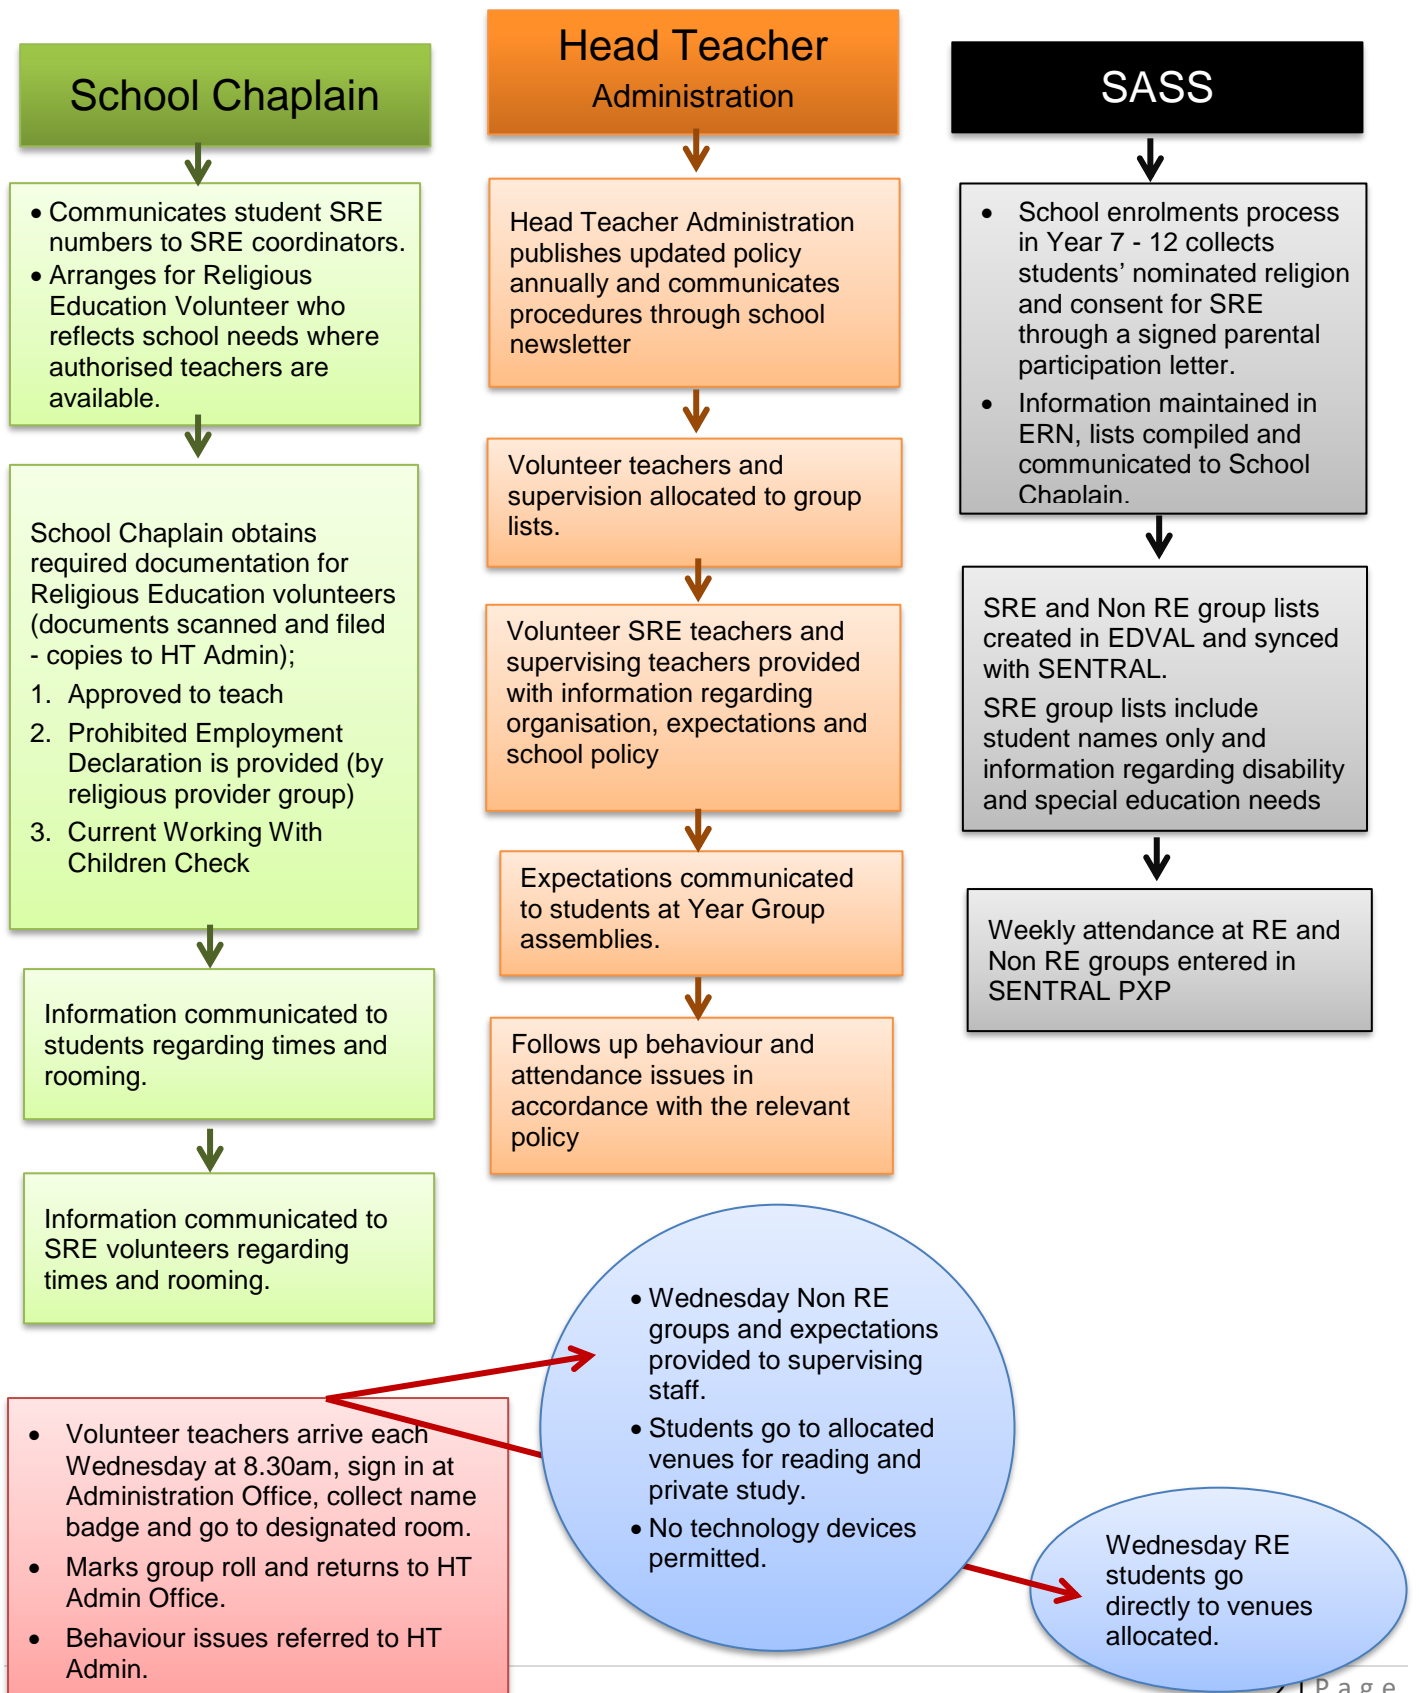 School Chaplain
• Communicates student SRE
numbers to SRE coordinators.
• Arranges for Religious
Education Volunteer who
reflects school needs where
authorised teachers are
available.
School Chaplain obtains
required documentation for
Religious Education volunteers
(documents scanned and filed
- copies to HT Admin);
1. Approved to teach
2. Prohibited Employment
Declaration is provided (by
religious provider group)
3. Current Working With
Children Check
Information communicated to
students regarding times and
rooming.
Information communicated to
SRE volunteers regarding
times and rooming.
Head Teacher
Administration
Head Teacher Administration
publishes updated policy
annually and communicates
procedures through school
newsletter
Volunteer teachers and
supervision allocated to group
lists.
Volunteer SRE teachers and
supervising teachers provided
with information regarding
organisation, expectations and
school policy
Expectations communicated
to students at Year Group
assemblies.
Follows up behaviour and
attendance issues in
accordance with the relevant
policy
SASS
• School enrolments process
in Year 7 - 12 collects
students’ nominated religion
and consent for SRE
through a signed parental
participation letter.
• Information maintained in
ERN, lists compiled and
communicated to School
Chaplain.
SRE and Non RE group lists
created in EDVAL and synced
with SENTRAL.
SRE group lists include
student names only and
information regarding disability
and special education needs
Weekly attendance at RE and
Non RE groups entered in
SENTRAL PXP
• Volunteer teachers arrive each
Wednesday at 8.30am, sign in at
Administration Office, collect name
badge and go to designated room.
• Marks group roll and returns to HT
Admin Office.
• Behaviour issues referred to HT
Admin.
• Wednesday Non RE
groups and expectations
provided to supervising
staff.
• Students go to allocated
venues for reading and
private study.
• No technology devices
permitted.
Wednesday RE
students go
directly to venues
allocated.
| Page